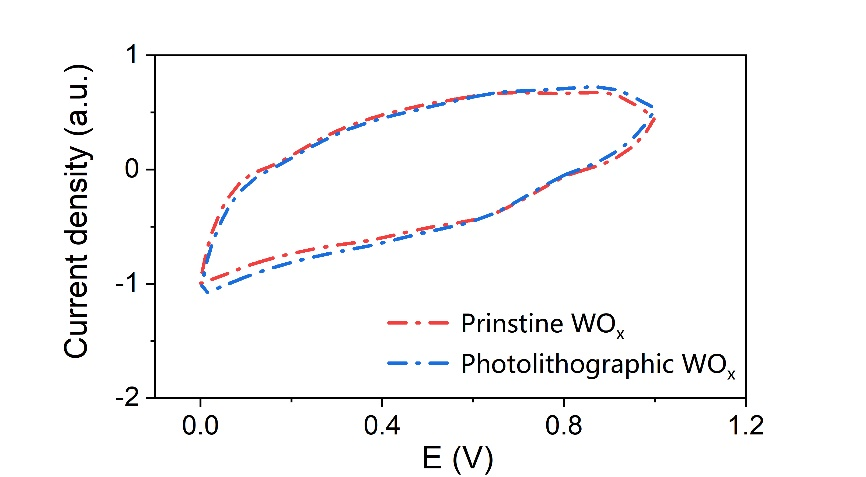 1
0
-1
-2
Current density (a.u.)
Prinstine WOₓ
Photolithographic WOₓ
0.0 0.4 0.8 1.2
E (V)